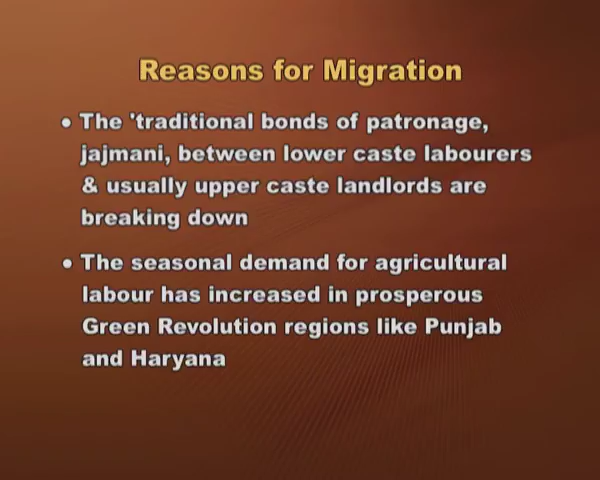 Reasons for Migration
• The 'traditional bonds of patronage,
jajmani, between lower caste labourers
& usually upper caste landlords are
breaking down
• The seasonal demand for agricultural
labour has increased in prosperous
Green Revolution regions like Punjab
and Haryana